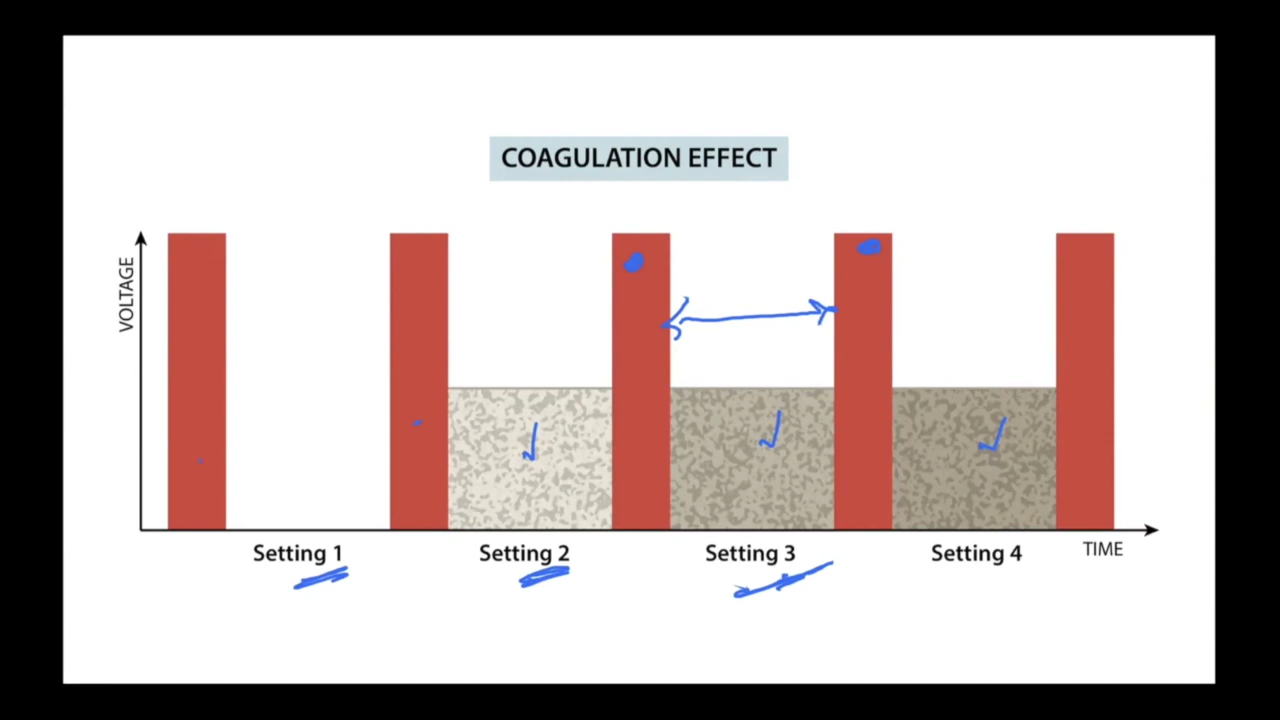 COAGULATION EFFECT
VOLTAGE
Setting 1
Setting 2
Setting 3
Setting 4
TIME